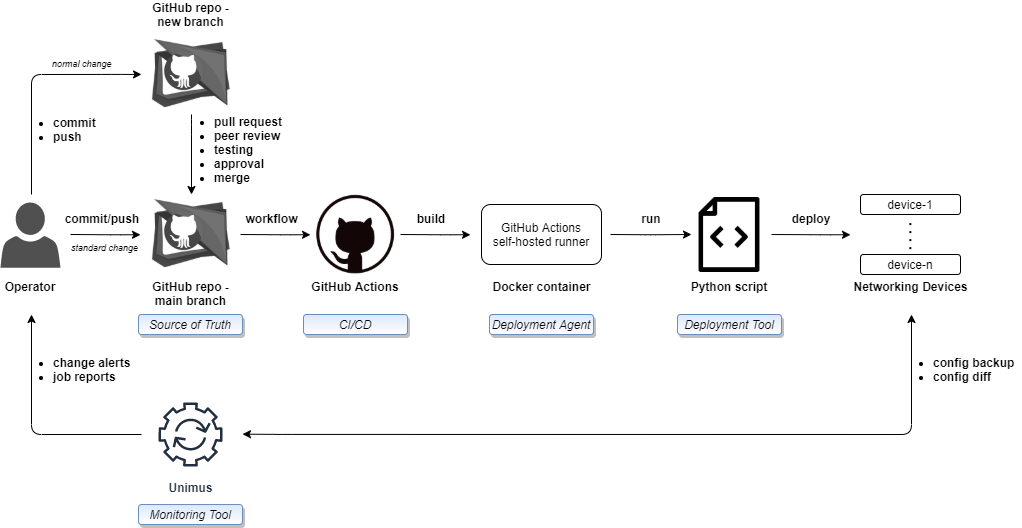 GitHub repo -
new branch
normal change
commit
push
pull request
peer review
testing
approval
merge
commit/push
standard change
workflow
build
GitHub Actions
self-hosted runner
run
deploy
device-1
device-n
Operator
GitHub repo -
main branch
GitHub Actions
Docker container
Python script
Networking Devices
Source of Truth
CI/CD
Deployment Agent
Deployment Tool
change alerts
job reports
config backup
config diff
Unimus
Monitoring Tool